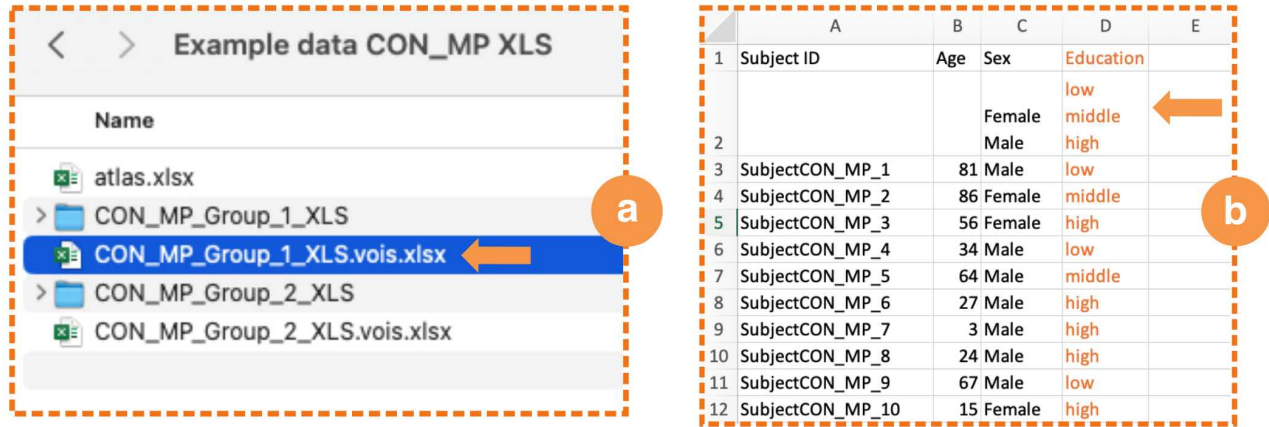 Example data CON_MP XLS
Name
atlas.xlsx
CON_MP_Group_1_XLS
CON_MP_Group_1_XLS.vois.xlsx
CON_MP_Group_2_XLS
CON_MP_Group_2_XLS.vois.xlsx
a
A B C D E
1 Subject ID Age Sex Education
low
Female middle
2 Male high
3 SubjectCON_MP_1 81 Male low
4 SubjectCON_MP_2 86 Female middle
5 SubjectCON_MP_3 56 Female high
6 SubjectCON_MP_4 34 Male low
7 SubjectCON_MP_5 64 Male middle
8 SubjectCON_MP_6 27 Male high
9 SubjectCON_MP_7 3 Male high
10 SubjectCON_MP_8 24 Male high
11 SubjectCON_MP_9 67 Male low
12 SubjectCON_MP_10 15 Female high
b